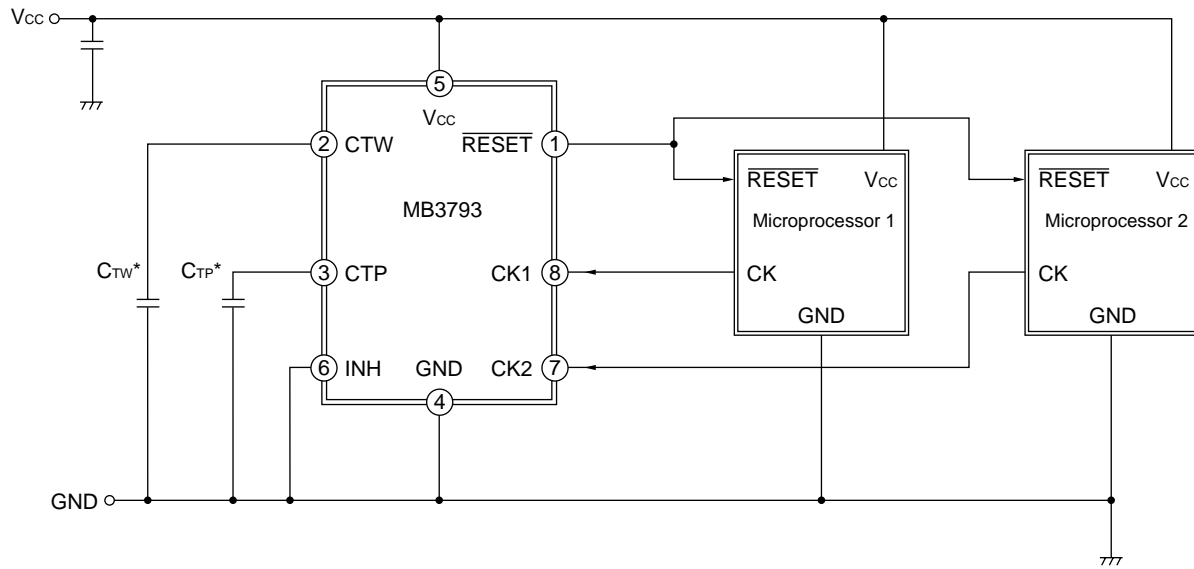 VCC
5
VCC
2 CTW
RESET 1
RESET VCC
RESET VCC
MB3793
Microprocessor 1
Microprocessor 2
CTW*
CTP*
3 CTP
CK1 8
CK
CK
GND
GND
6 INH
GND
CK2 7
4
GND